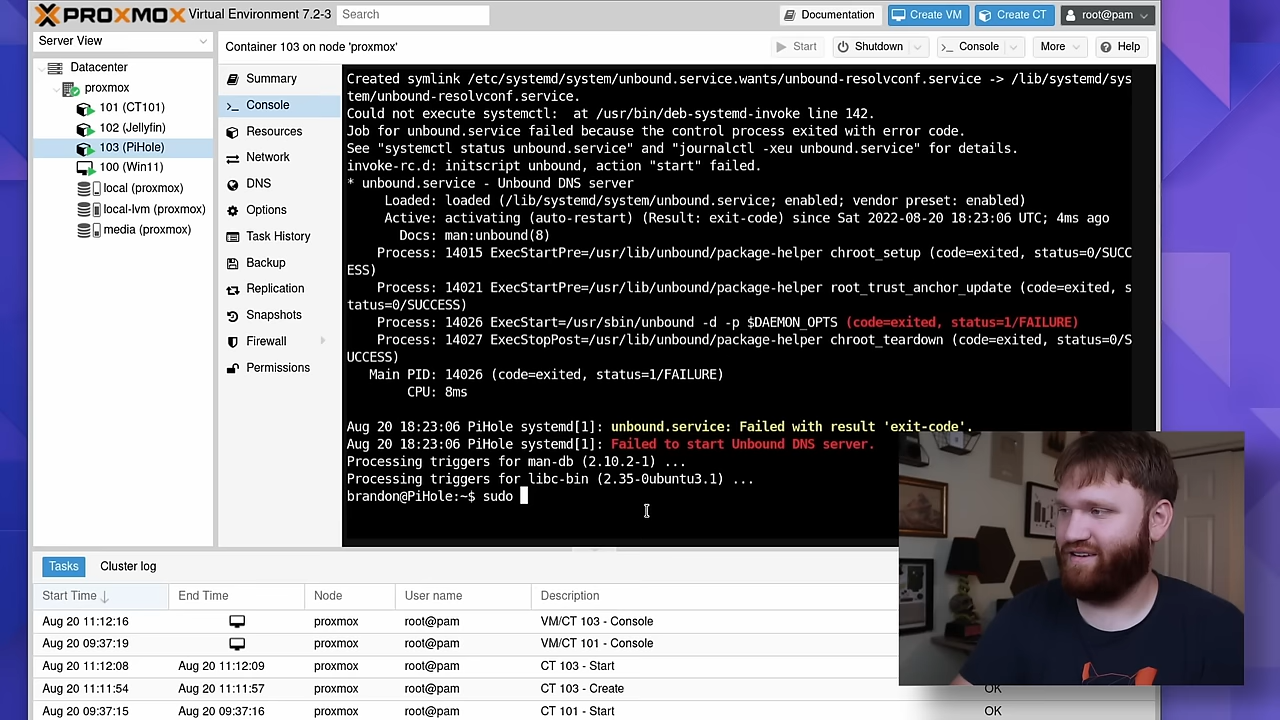 PROXMOX Virtual Environment 7.2-3 Search Documentation Create VM Create CT root@pam
Server View
Container 103 on node 'proxmox' Start Shutdown Console More Help
Datacenter
proxmox
101 (CT101)
102 (Jellyfin)
103 (PiHole)
100 (Win11)
local (proxmox)
local-lvm (proxmox)
media (proxmox)
Summary
Console
Resources
Network
DNS
Options
Task History
Backup
Replication
Snapshots
Firewall
Permissions
Created symlink /etc/systemd/system/unbound.service.wants/unbound-resolvconf.service -> /lib/systemd/sys
tem/unbound-resolvconf.service.
Could not execute systemctl:  at /usr/bin/deb-systemd-invoke line 142.
Job for unbound.service failed because the control process exited with error code.
See "systemctl status unbound.service" and "journalctl -xeu unbound.service" for details.
invoke-rc.d: initscript unbound, action "start" failed.
* unbound.service - Unbound DNS server
Loaded: loaded (/lib/systemd/system/unbound.service; enabled; vendor preset: enabled)
Active: activating (auto-restart) (Result: exit-code) since Sat 2022-08-20 18:23:06 UTC; 4ms ago
Docs: man:unbound(8)
Process: 14015 ExecStartPre=/usr/lib/unbound/package-helper chroot_setup (code=exited, status=0/SUCC
ESS)
Process: 14021 ExecStartPre=/usr/lib/unbound/package-helper root_trust_anchor_update (code=exited, s
tatus=0/SUCCESS)
Process: 14026 ExecStart=/usr/sbin/unbound -d -p $DAEMON_OPTS (code=exited, status=1/FAILURE)
Process: 14027 ExecStopPost=/usr/lib/unbound/package-helper chroot_teardown (code=exited, status=0/S
UCCESS)
Main PID: 14026 (code=exited, status=1/FAILURE)
CPU: 8ms
Aug 20 18:23:06 PiHole systemd[1]: unbound.service: Failed with result 'exit-code'.
Aug 20 18:23:06 PiHole systemd[1]: Failed to start Unbound DNS server.
Processing triggers for man-db (2.10.2-1) ...
Processing triggers for libc-bin (2.35-0ubuntu3.1) ...
brandon@PiHole:~$ sudo
Tasks Cluster log
Start Time End Time Node User name Description
Aug 20 11:12:16 proxmox root@pam VM/CT 103 - Console
Aug 20 09:37:19 proxmox root@pam VM/CT 101 - Console
Aug 20 11:12:08 Aug 20 11:12:09 proxmox root@pam CT 103 - Start
Aug 20 11:11:54 Aug 20 11:11:57 proxmox root@pam CT 103 - Create OK
Aug 20 09:37:15 Aug 20 09:37:16 proxmox root@pam CT 101 - Start OK